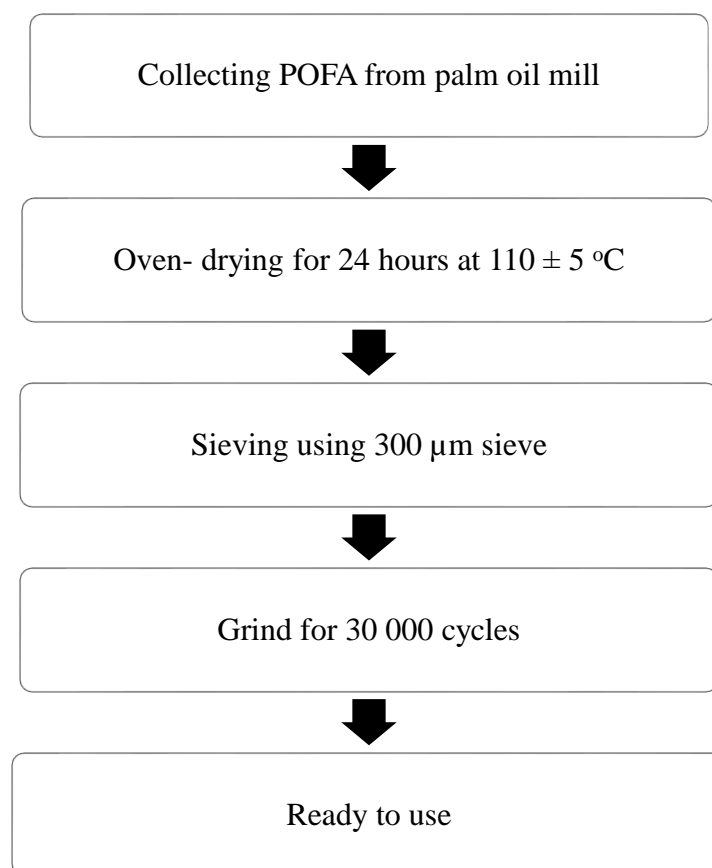 Collecting POFA from palm oil mill
Oven- drying for 24 hours at 110 ± 5 ºC
Sieving using 300 µm sieve
Grind for 30 000 cycles
Ready to use